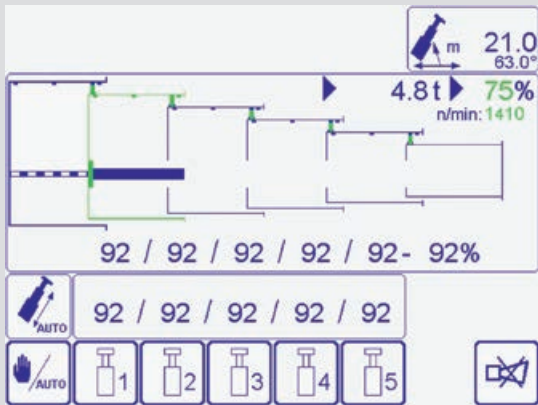 m 21.0
63.0°
4.8t 75%
n/min: 1410
92 / 92 / 92 / 92 / 92- 92%
AUTO 92 / 92 / 92 / 92 / 92
/AUTO 1 2 3 4 5